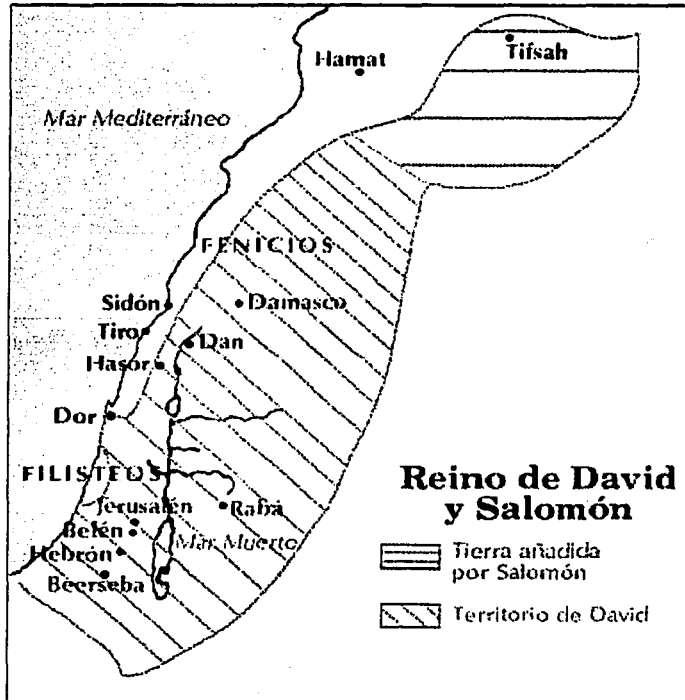 Hamat
Tifsah
Mar Mediterráneo
FENICIOS
Sidón
Damasco
Tiro
Dan
Hasor
Dor
FILISTEOS
Jerusalén
Rabá
Belén
Mar Muerto
Hebrón
Beerseba
Reino de David
y Salomón
Tierra añadida
por Salomón
Territorio de David